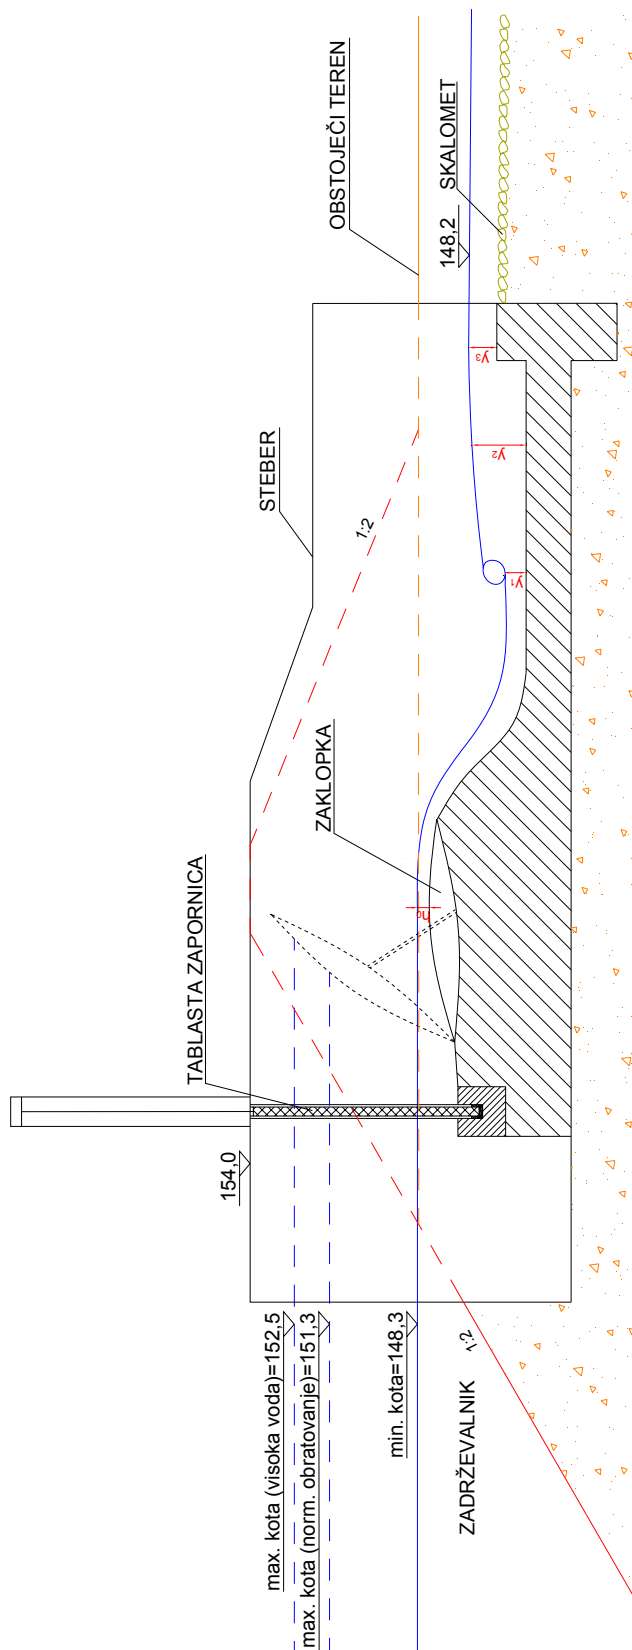 max. kota (visoka voda)=152,5
max. kota (norm. obratovanje)=151,3
min. kota=148,3
ZADRŽEVALNIK
1:2
154,0
TABLASTA ZAPORNICA
ZAKLOPKA
h0
STEBER
1:2
OBSTOJEČI TEREN
SKALOMET
148,2
y1
y2
y3